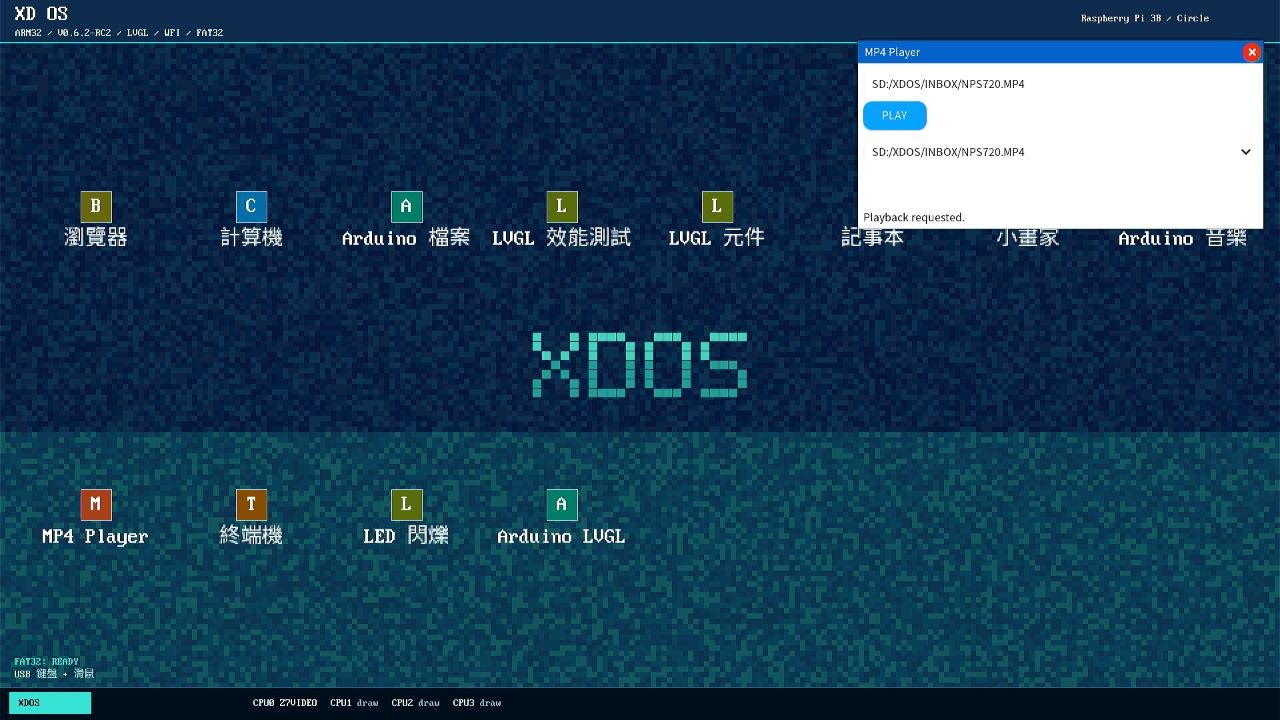 XD OS
ARM32 / V0.6.2-RC2 / LVGL / WFI / FAT32
Raspberry Pi 3B / Circle
MP4 Player
SD:/XDOS/INBOX/NPS720.MP4
PLAY
SD:/XDOS/INBOX/NPS720.MP4
Playback requested.
B
C
A
L
L
瀏覽器
計算機
Arduino 檔案
LVGL 效能測試
LVGL 元件
記事本
小畫家
Arduino 音樂
XDOS
M
T
L
A
MP4 Player
終端機
LED 閃爍
Arduino LVGL
FAT32: READY
USB 鍵盤 + 滑鼠
XDOS
CPU0 27VIDEO CPU1 draw CPU2 draw CPU3 draw